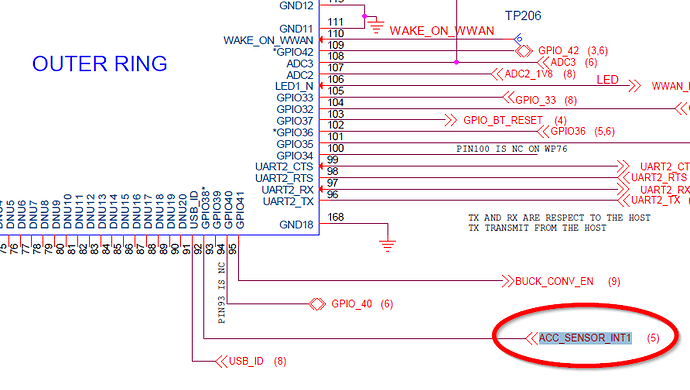 GND12
TP206
GND11 111
WAKE_ON_WWAN 110 WAKE_ON_WWAN 6
*GPIO42 109 GPIO_42 (3,6)
ADC3 108 ADC3 (6)
OUTER RING
ADC2 107 ADC2_1V8 (8)
LED1_N 106 LED
GPIO33 105 GPIO_33 (8)
GPIO32 104
GPIO37 103 GPIO_BT_RESET (4)
*GPIO36 102 GPIO36 (5,6)
GPIO35 101
GPIO34 100 PIN100 IS NC ON WP76
UART2_CTS 99 UART2_CTS
UART2_RTS 98 UART2_RTS
UART2_RX 97 UART2_RX
UART2_TX 96 UART2_TX
GND18 168
TX AND RX ARE RESPECT TO THE HOST
TX TRANSMIT FROM THE HOST
DNU5 DNU6 DNU7 DNU8 DNU9 DNU10 DNU11 DNU12 DNU13 DNU14 DNU15 DNU16 DNU17 DNU18 DNU19 DNU20 USB_ID GPIO38* GPIO39 GPIO40 GPIO41
75 76 77 78 79 80 81 82 83 84 85 86 87 88 89 90 91 92 93 94 95
PIN93 IS NC
BUCK_CONV_EN (9)
GPIO_40 (6)
ACC_SENSOR_INT1 (5)
USB_ID (8)